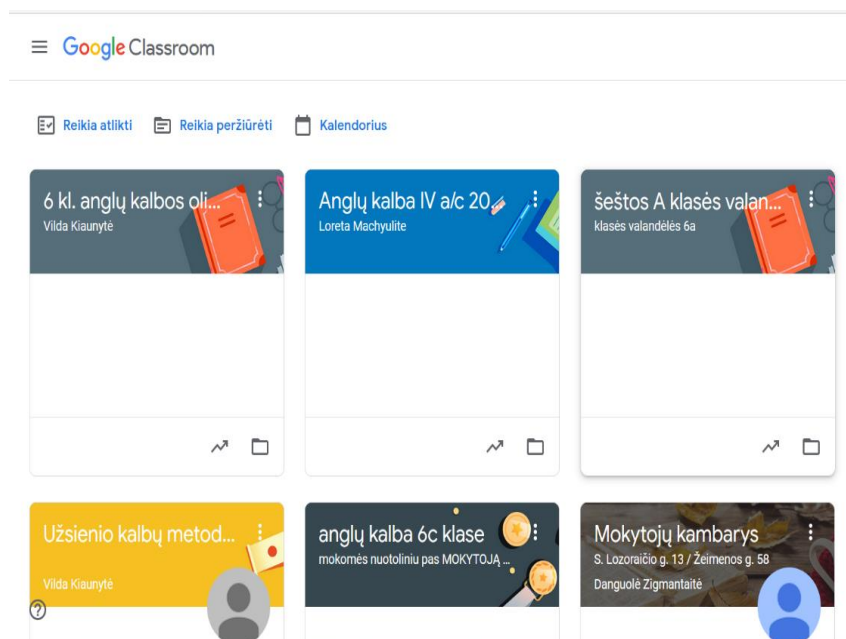 Google Classroom
Reikia atlikti Reikia peržiūrėti Kalendorius
6 kl. anglų kalbos oli...
Vilda Kiaunytė
Anglų kalba IV a/c 20...
Loreta Machyulite
šeštos A klasės valan...
klasės valandėlės 6a
Užsienio kalbų metod...
Vilda Kiaunytė
anglų kalba 6c klase
mokomės nuotoliniu pas MOKYTOJĄ ...
Mokytojų kambarys
S. Lozoraičio g. 13 / Žeimenos g. 58
Danguolė Zigmantaitė
?